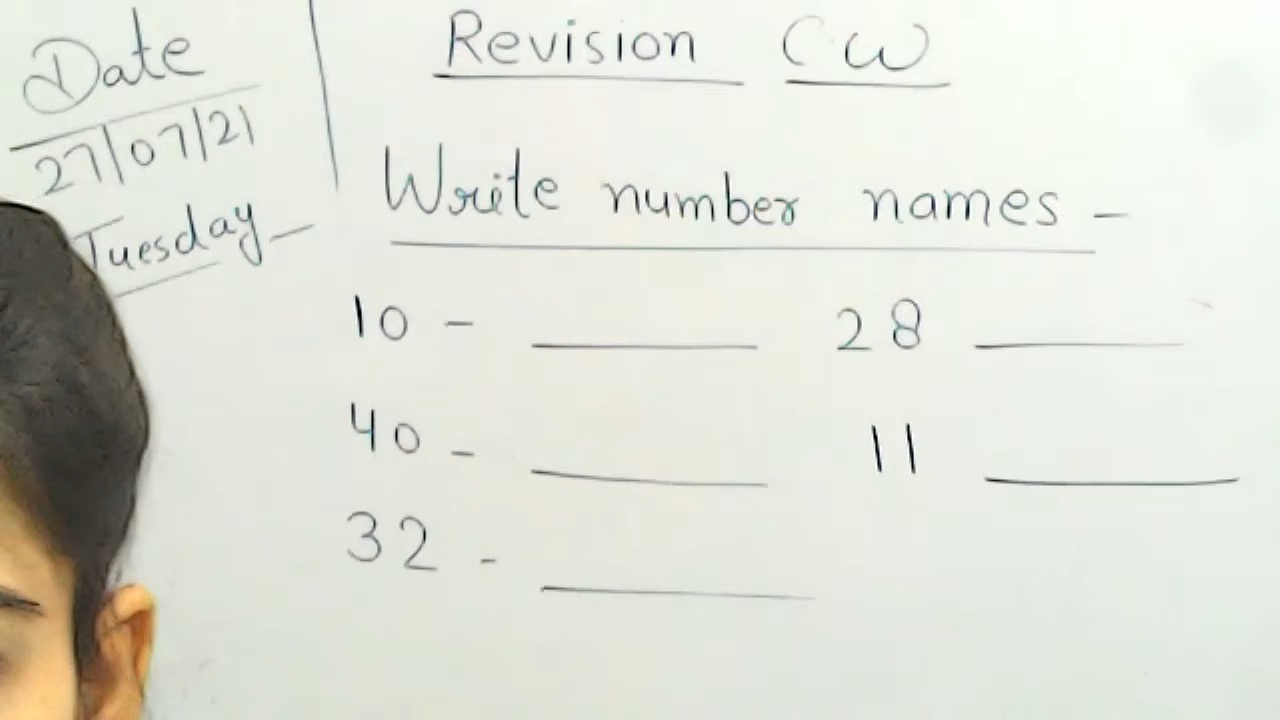 Date
27/07/21
Tuesday_
Revision CW
Write number names -
10 - ________ 28 ________
40 - ________ 11 ________
32 - ________